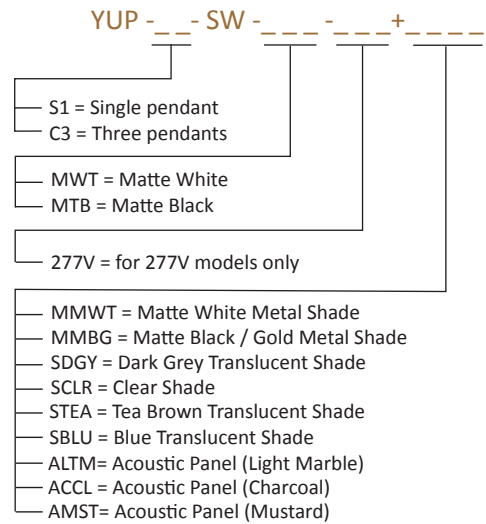 YUP -_ _- SW -_ _ _ -_ _ _+_ _ _ _
S1 = Single pendant
C3 = Three pendants
MWT = Matte White
MTB = Matte Black
277V = for 277V models only
MMWT = Matte White Metal Shade
MMBG = Matte Black / Gold Metal Shade
SDGY = Dark Grey Translucent Shade
SCLR = Clear Shade
STEA = Tea Brown Translucent Shade
SBLU = Blue Translucent Shade
ALTM= Acoustic Panel (Light Marble)
ACCL = Acoustic Panel (Charcoal)
AMST= Acoustic Panel (Mustard)